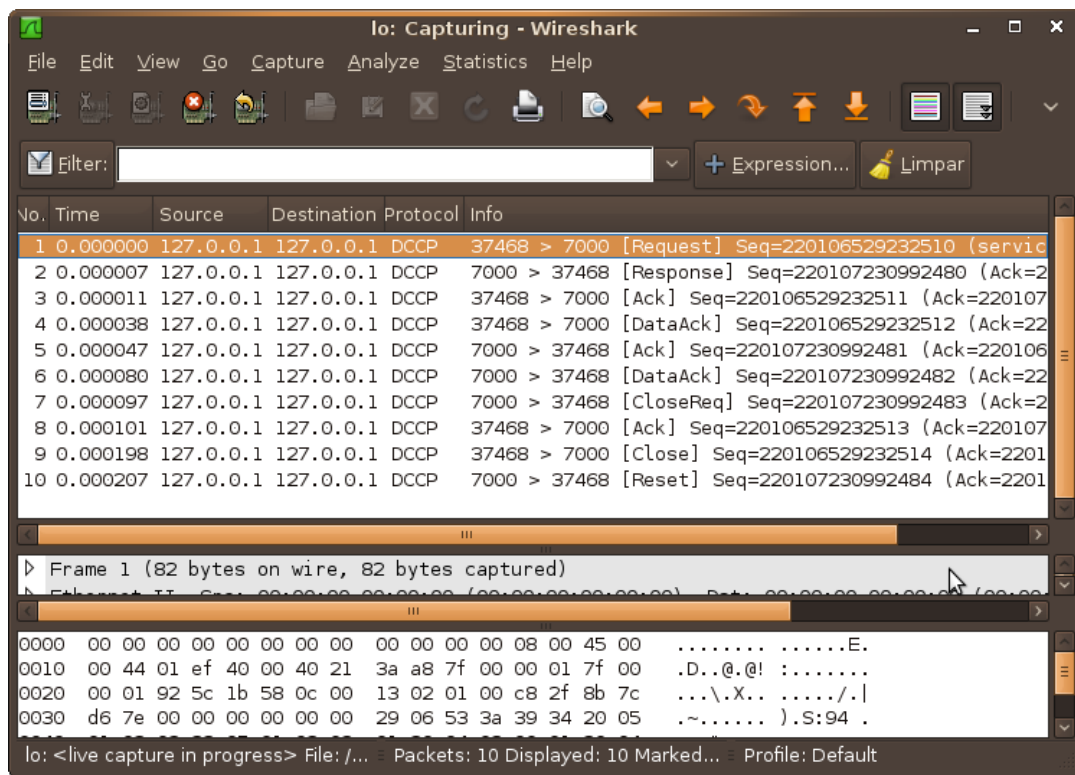 lo: Capturing - Wireshark
File Edit View Go Capture Analyze Statistics Help
Filter: Expression... Limpar
No. Time Source Destination Protocol Info
1 0.000000 127.0.0.1 127.0.0.1 DCCP 37468 > 7000 [Request] Seq=220106529232510 (servic
2 0.000007 127.0.0.1 127.0.0.1 DCCP 7000 > 37468 [Response] Seq=220107230992480 (Ack=2
3 0.000011 127.0.0.1 127.0.0.1 DCCP 37468 > 7000 [Ack] Seq=220106529232511 (Ack=220107
4 0.000038 127.0.0.1 127.0.0.1 DCCP 37468 > 7000 [DataAck] Seq=220106529232512 (Ack=22
5 0.000047 127.0.0.1 127.0.0.1 DCCP 7000 > 37468 [Ack] Seq=220107230992481 (Ack=220106
6 0.000080 127.0.0.1 127.0.0.1 DCCP 7000 > 37468 [DataAck] Seq=220107230992482 (Ack=22
7 0.000097 127.0.0.1 127.0.0.1 DCCP 7000 > 37468 [CloseReq] Seq=220107230992483 (Ack=2
8 0.000101 127.0.0.1 127.0.0.1 DCCP 37468 > 7000 [Ack] Seq=220106529232513 (Ack=220107
9 0.000198 127.0.0.1 127.0.0.1 DCCP 37468 > 7000 [Close] Seq=220106529232514 (Ack=2201
10 0.000207 127.0.0.1 127.0.0.1 DCCP 7000 > 37468 [Reset] Seq=220107230992484 (Ack=2201
Frame 1 (82 bytes on wire, 82 bytes captured)
0000 00 00 00 00 00 00 00 00 00 00 00 00 08 00 45 00 ........ ......E.
0010 00 44 01 ef 40 00 40 21 3a a8 7f 00 00 01 7f 00 .D..@.@! :.......
0020 00 01 92 5c 1b 58 0c 00 13 02 01 00 c8 2f 8b 7c ...\.X.. ...../.|
0030 d6 7e 00 00 00 00 00 00 29 06 53 3a 39 34 20 05 .~...... ).S:94 .
lo: <live capture in progress> File: /... Packets: 10 Displayed: 10 Marked... Profile: Default